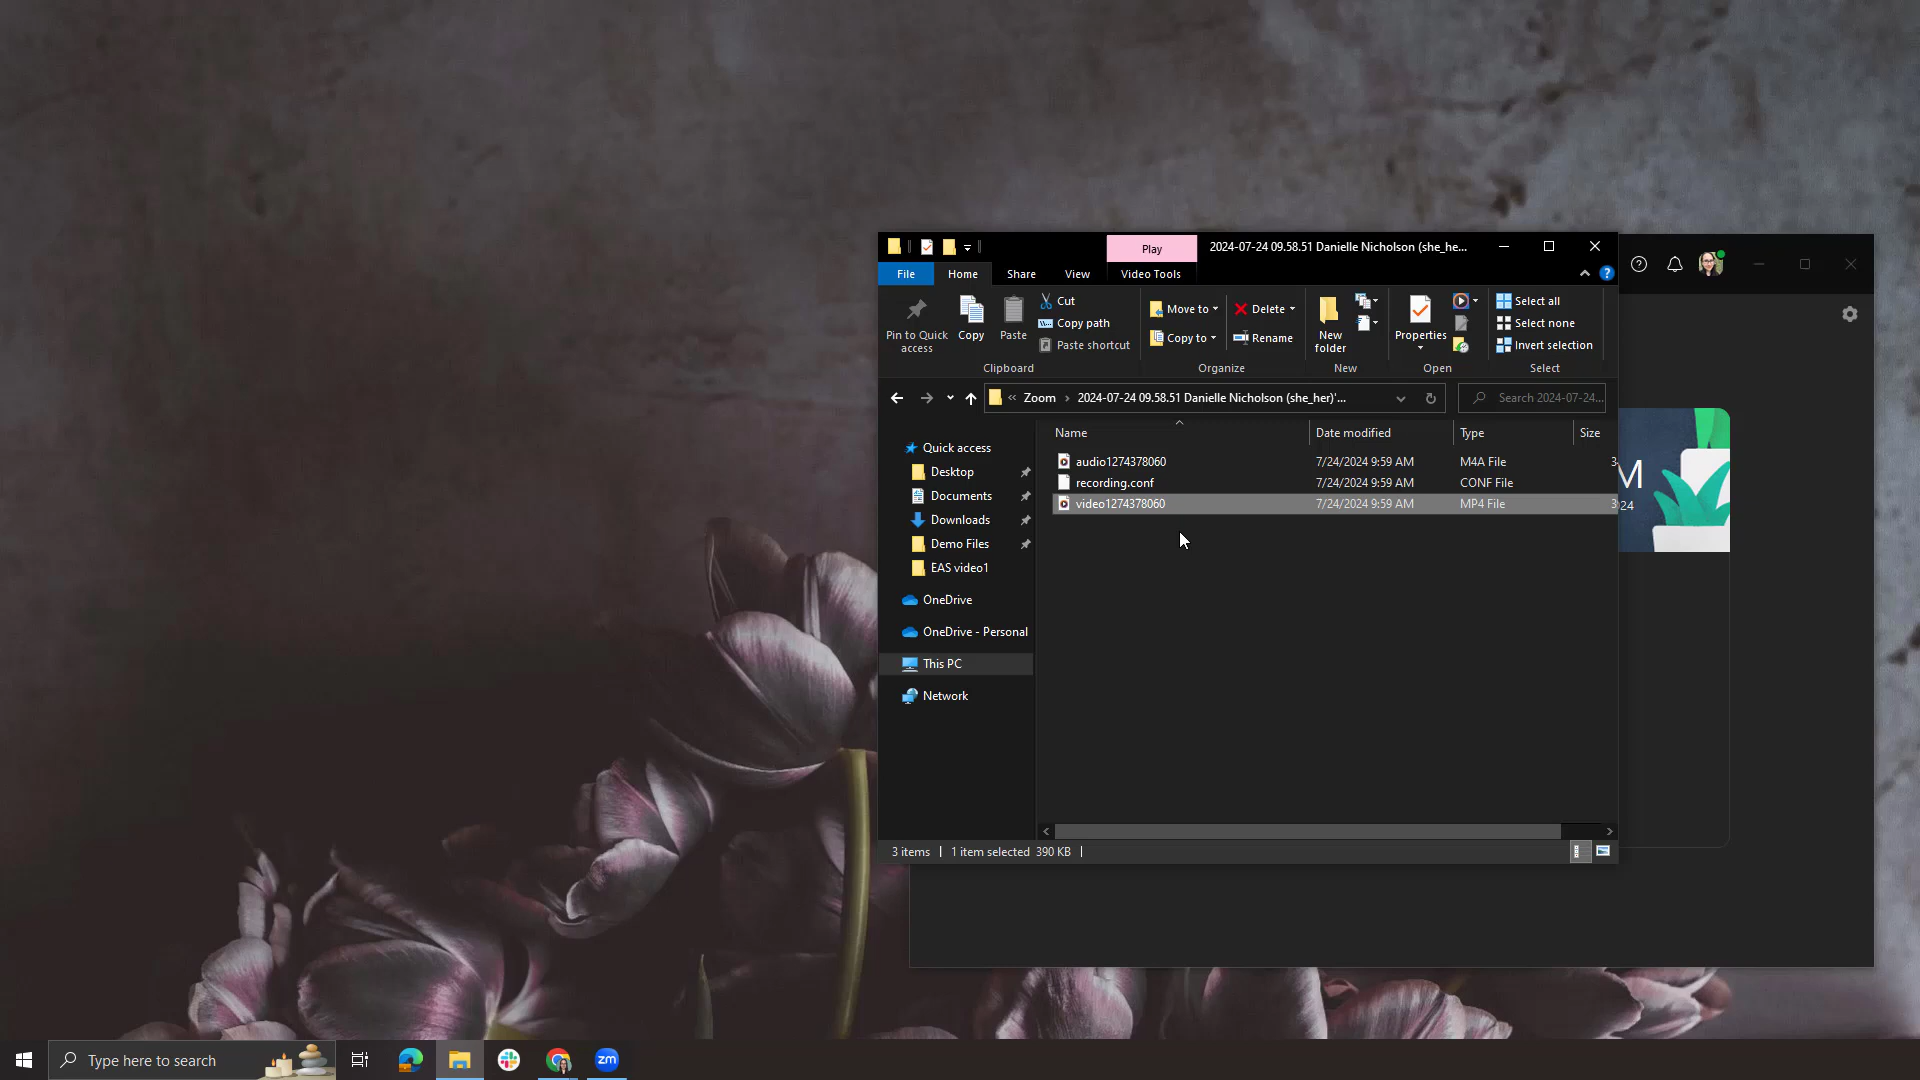 Play
2024-07-24 09.58.51 Danielle Nicholson (she_he...
File
Home
Share
View
Video Tools
Pin to Quick access
Copy
Paste
Cut
Copy path
Paste shortcut
Clipboard
Move to
Copy to
Delete
Rename
Organize
New folder
New
Properties
Open
Select all
Select none
Invert selection
Select
« Zoom › 2024-07-24 09.58.51 Danielle Nicholson (she_her)'...
Search 2024-07-24...
Quick access
Desktop
Documents
Downloads
Demo Files
EAS video1
OneDrive
OneDrive - Personal
This PC
Network
Name Date modified Type Size
audio1274378060 7/24/2024 9:59 AM M4A File 3
recording.conf 7/24/2024 9:59 AM CONF File
video1274378060 7/24/2024 9:59 AM MP4 File 3
M
24
3 items 1 item selected 390 KB
Type here to search
zm